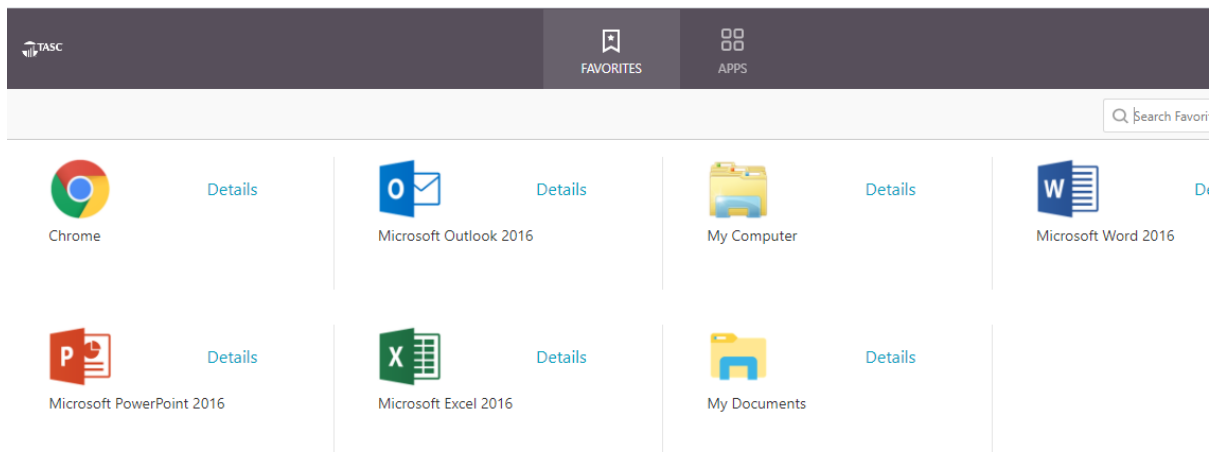 TASC
FAVORITES
APPS
Search Favori
Details
Details
Details
Chrome
Microsoft Outlook 2016
My Computer
Microsoft Word 2016
Details
Details
Details
Microsoft PowerPoint 2016
Microsoft Excel 2016
My Documents